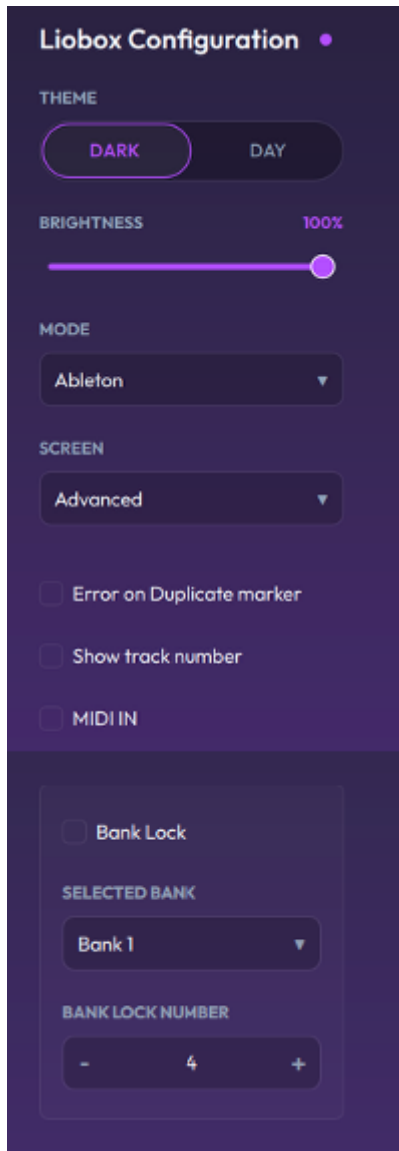 Liobox Configuration
THEME
DARK DAY
BRIGHTNESS 100%
MODE
Ableton
SCREEN
Advanced
Error on Duplicate marker
Show track number
MIDI IN
Bank Lock
SELECTED BANK
Bank 1
BANK LOCK NUMBER
- 4 +